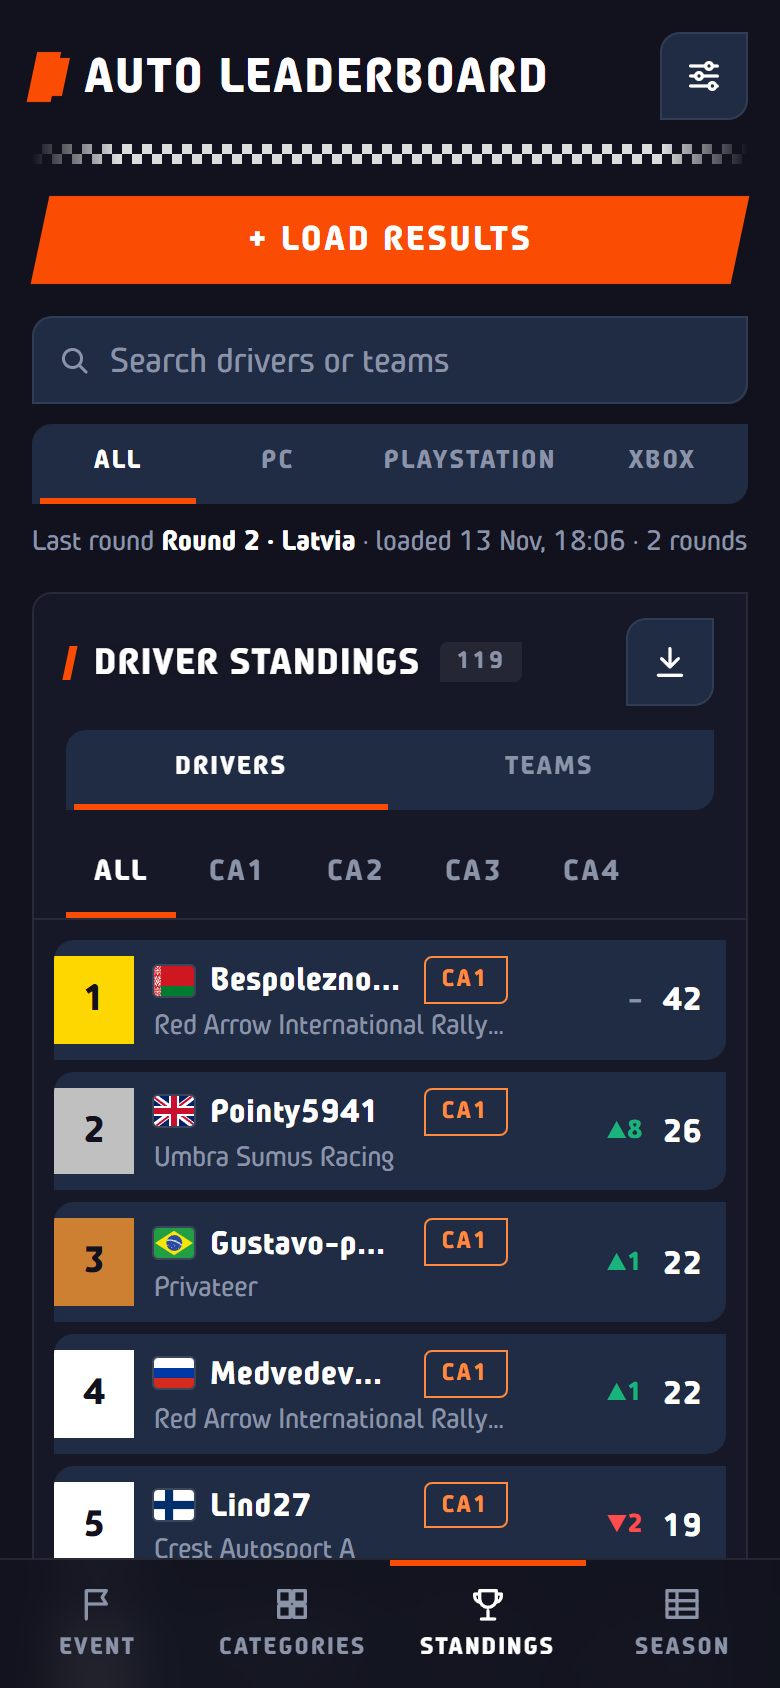 AUTO LEADERBOARD
+ LOAD RESULTS
Search drivers or teams
ALL PC PLAYSTATION XBOX
Last round Round 2 · Latvia · loaded 13 Nov, 18:06 · 2 rounds
DRIVER STANDINGS 119
DRIVERS TEAMS
ALL CA1 CA2 CA3 CA4
1 Bespolezno... CA1 – 42
Red Arrow International Rally...
2 Pointy5941 CA1 ▲8 26
Umbra Sumus Racing
3 Gustavo-p... CA1 ▲1 22
Privateer
4 Medvedev... CA1 ▲1 22
Red Arrow International Rally...
5 Lind27 CA1 ▼2 19
Crest Autosport A
EVENT CATEGORIES STANDINGS SEASON